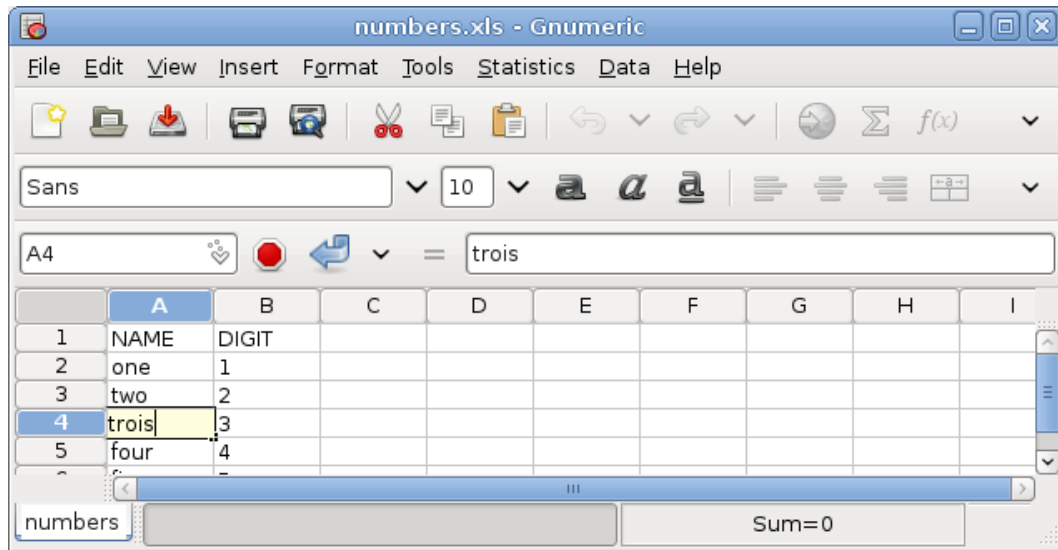 numbers.xls - Gnumeric
File Edit View Insert Format Tools Statistics Data Help
f(x)
Sans 10 a a a ←a→
A4 = trois
A B C D E F G H I
1 NAME DIGIT
2 one 1
3 two 2
4 trois 3
5 four 4
numbers Sum=0